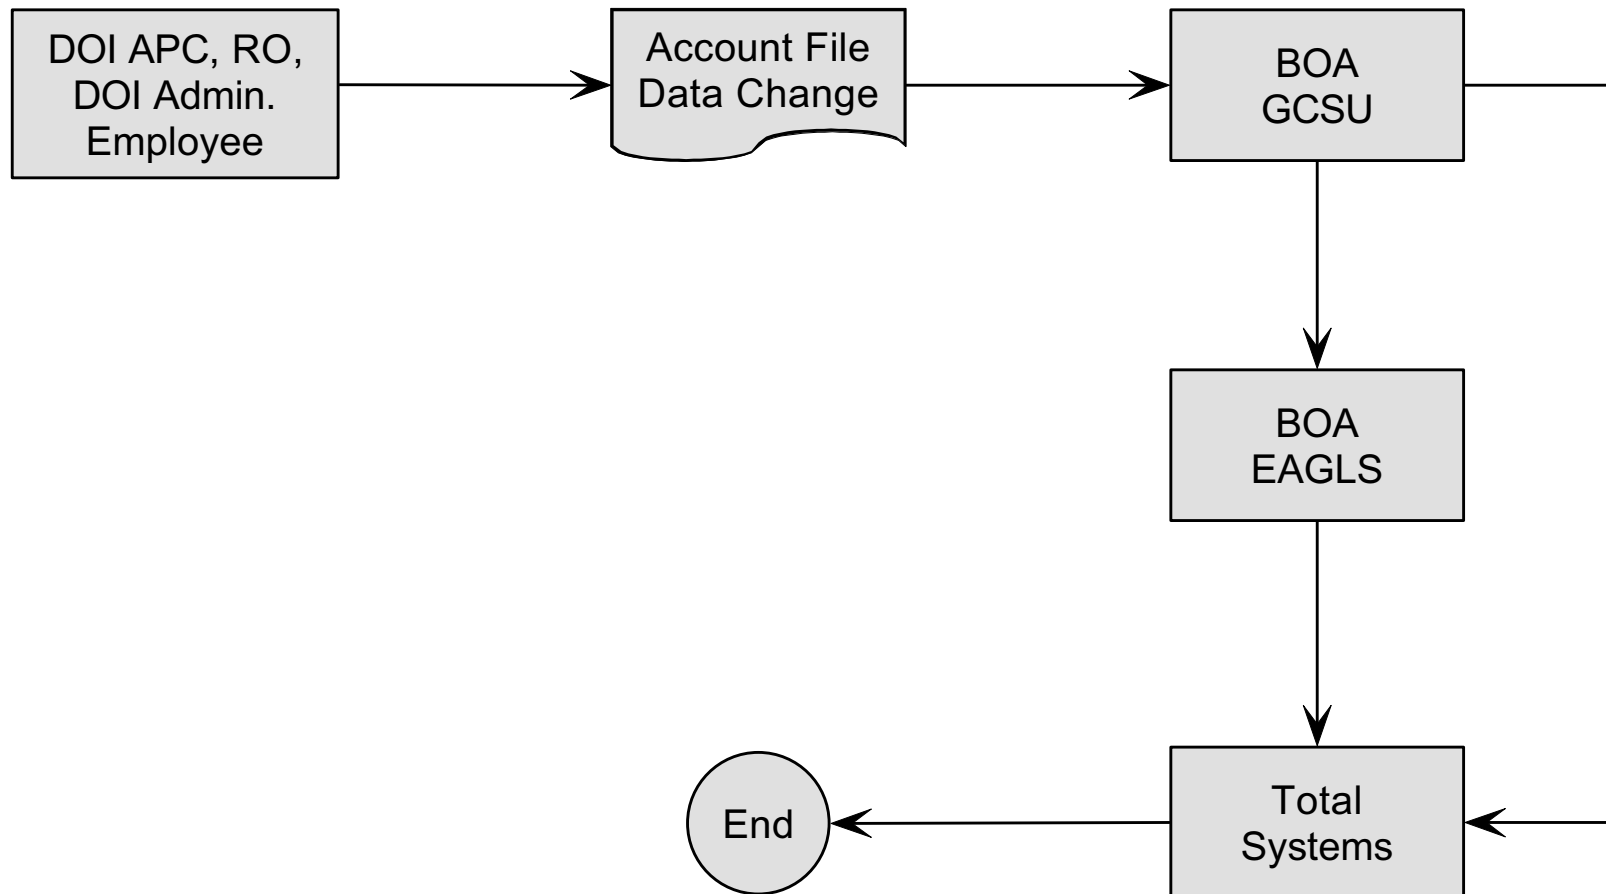 DOI APC, RO,
DOI Admin.
Employee
Account File
Data Change
BOA
GCSU
BOA
EAGLS
End
Total
Systems